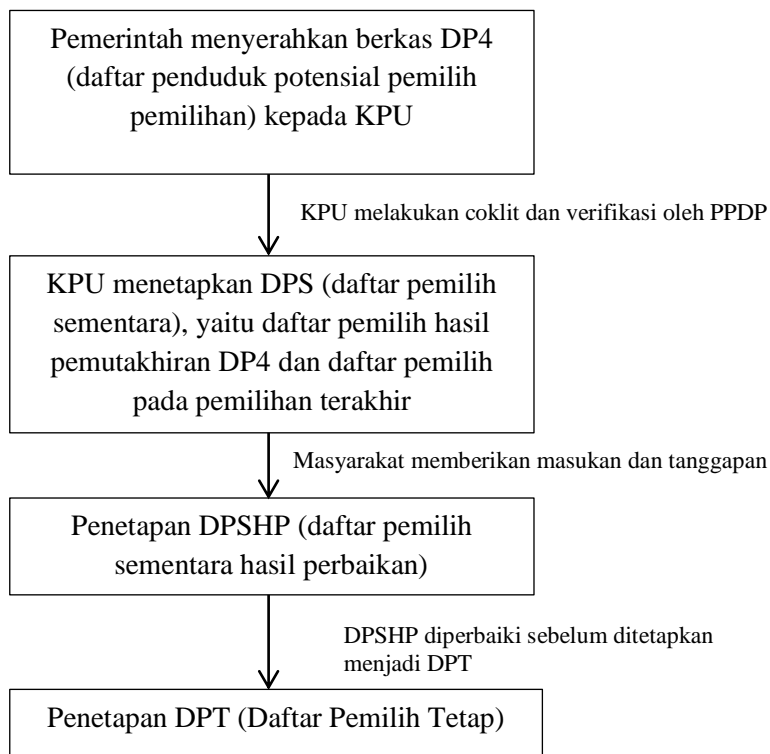 Pemerintah menyerahkan berkas DP4
(daftar penduduk potensial pemilih
pemilihan) kepada KPU
KPU melakukan coklit dan verifikasi oleh PPDP
KPU menetapkan DPS (daftar pemilih
sementara), yaitu daftar pemilih hasil
pemutakhiran DP4 dan daftar pemilih
pada pemilihan terakhir
Masyarakat memberikan masukan dan tanggapan
Penetapan DPSHP (daftar pemilih
sementara hasil perbaikan)
DPSHP diperbaiki sebelum ditetapkan
menjadi DPT
Penetapan DPT (Daftar Pemilih Tetap)